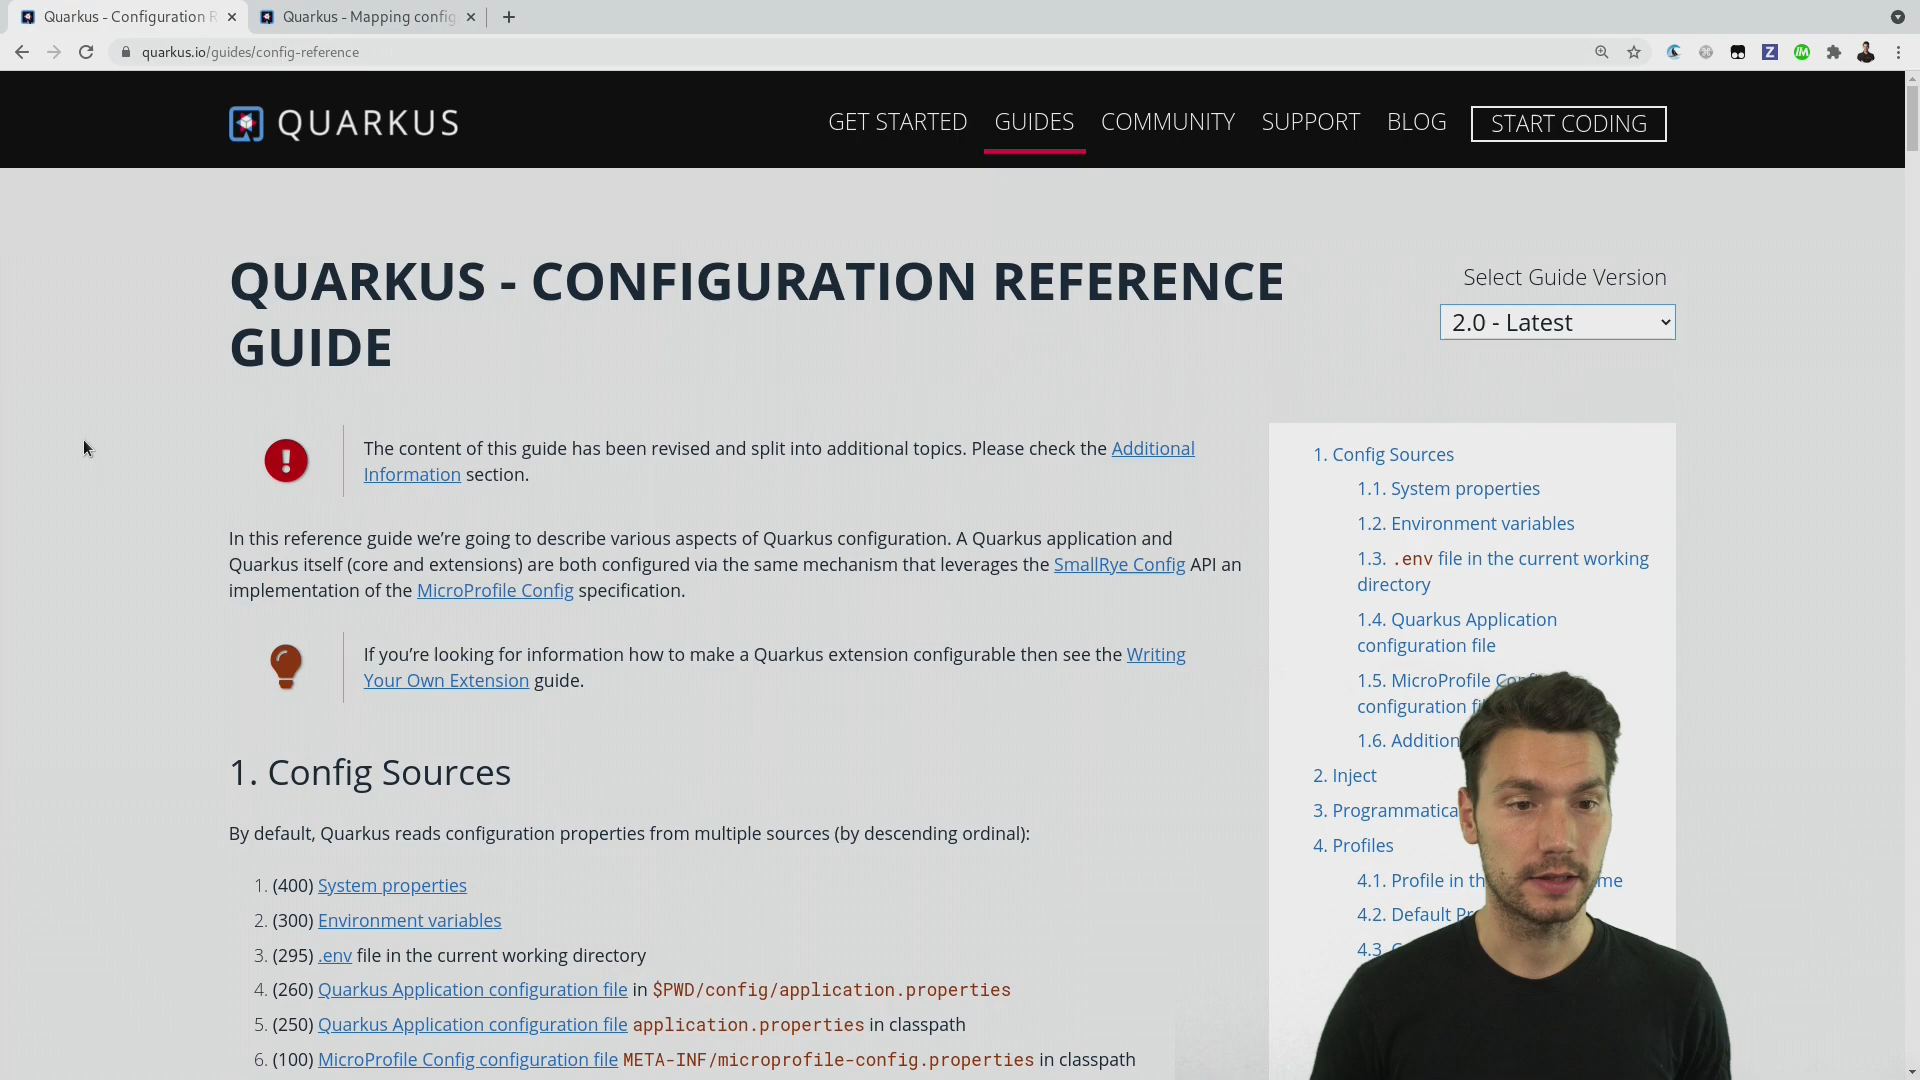 Quarkus - Configuration R
Quarkus - Mapping config
quarkus.io/guides/config-reference
QUARKUS
GET STARTED
GUIDES
COMMUNITY
SUPPORT
BLOG
START CODING
QUARKUS - CONFIGURATION REFERENCE
GUIDE
Select Guide Version
2.0 - Latest
The content of this guide has been revised and split into additional topics. Please check the Additional
Information section.
In this reference guide we’re going to describe various aspects of Quarkus configuration. A Quarkus application and
Quarkus itself (core and extensions) are both configured via the same mechanism that leverages the SmallRye Config API an
implementation of the MicroProfile Config specification.
If you’re looking for information how to make a Quarkus extension configurable then see the Writing
Your Own Extension guide.
1. Config Sources
By default, Quarkus reads configuration properties from multiple sources (by descending ordinal):
1. (400) System properties
2. (300) Environment variables
3. (295) .env file in the current working directory
4. (260) Quarkus Application configuration file in $PWD/config/application.properties
5. (250) Quarkus Application configuration file application.properties in classpath
6. (100) MicroProfile Config configuration file META-INF/microprofile-config.properties in classpath
1. Config Sources
1.1. System properties
1.2. Environment variables
1.3. .env file in the current working
directory
1.4. Quarkus Application
configuration file
1.5. MicroProfile
configuration
1.6. Addition
2. Inject
3. Programmatica
4. Profiles
4.1. Profile in th me
4.2. Default
4.3.